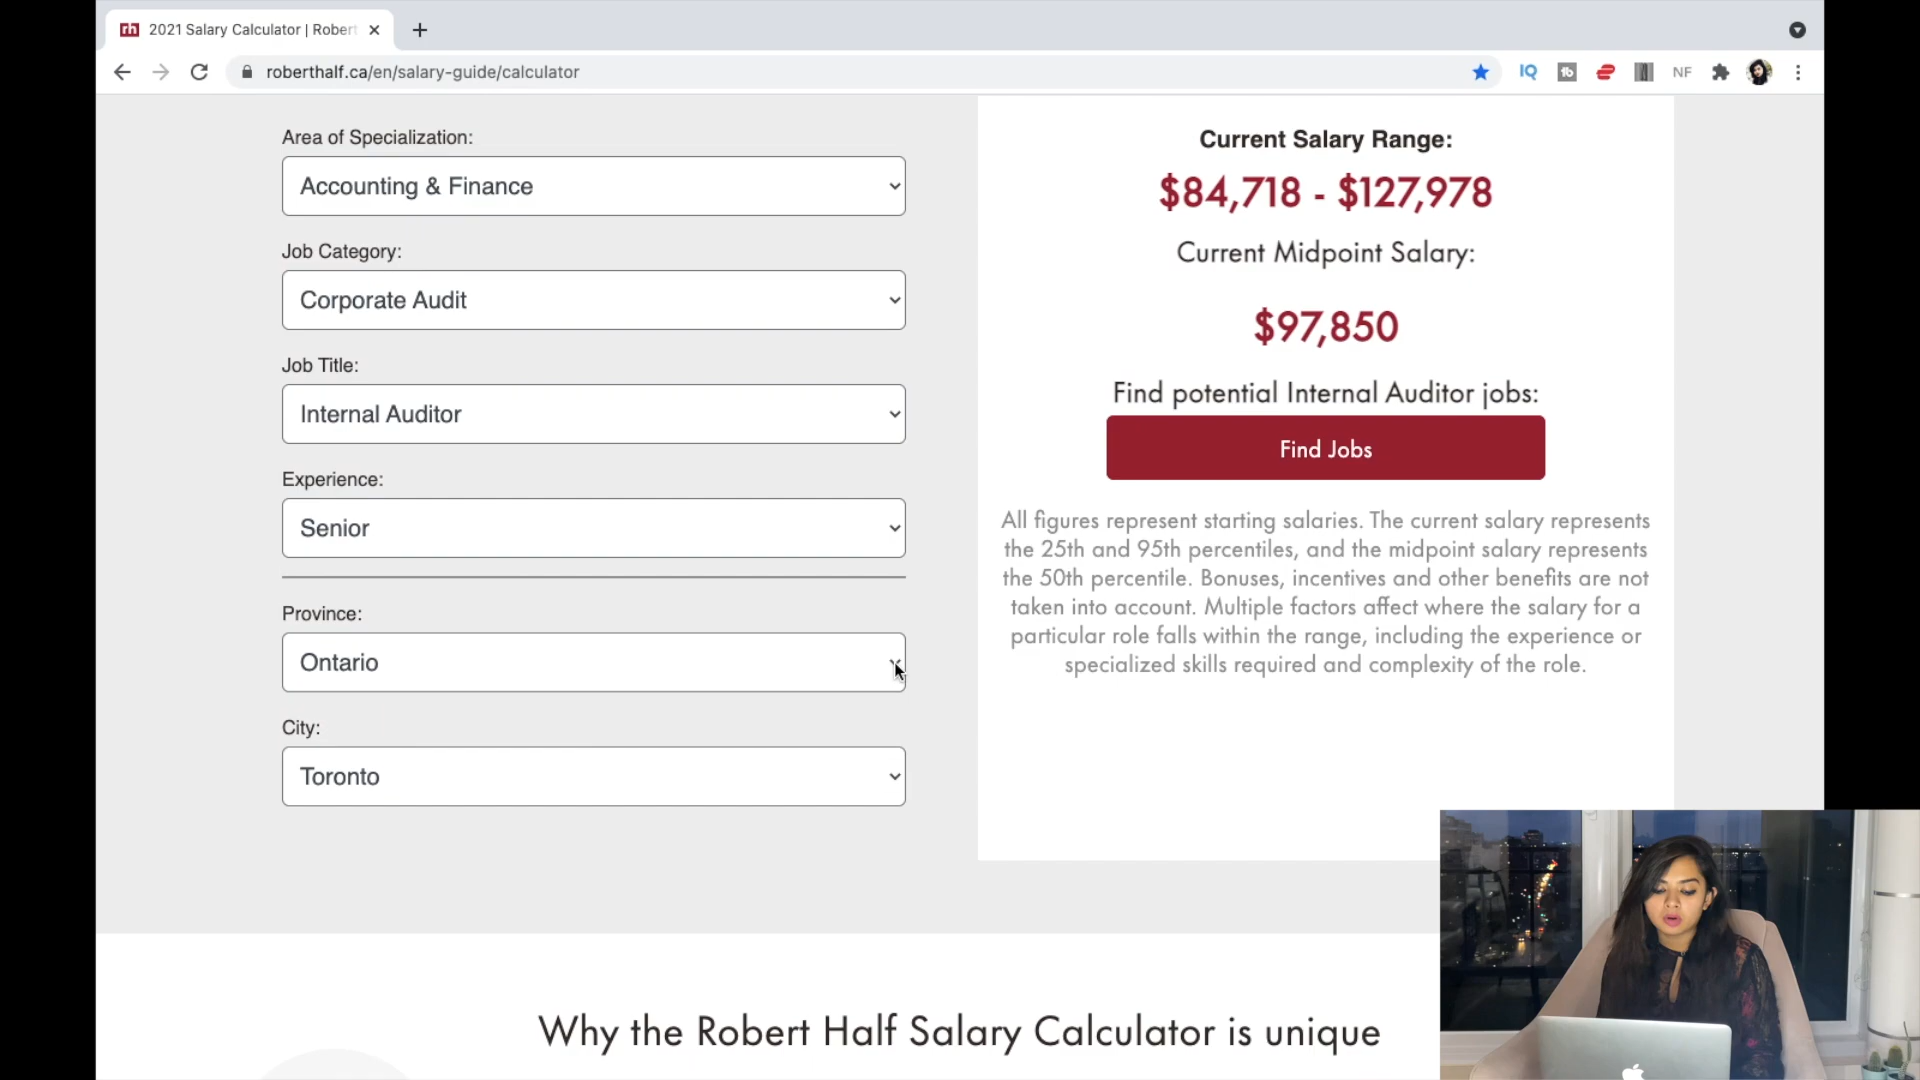 rh 2021 Salary Calculator | Robert
roberthalf.ca/en/salary-guide/calculator
IQ
tb
NF
Area of Specialization:
Accounting & Finance
Job Category:
Corporate Audit
Job Title:
Internal Auditor
Experience:
Senior
Province:
Ontario
City:
Toronto
Current Salary Range:
$84,718 - $127,978
Current Midpoint Salary:
$97,850
Find potential Internal Auditor jobs:
Find Jobs
All figures represent starting salaries. The current salary represents
the 25th and 95th percentiles, and the midpoint salary represents
the 50th percentile. Bonuses, incentives and other benefits are not
taken into account. Multiple factors affect where the salary for a
particular role falls within the range, including the experience or
specialized skills required and complexity of the role.
Why the Robert Half Salary Calculator is unique